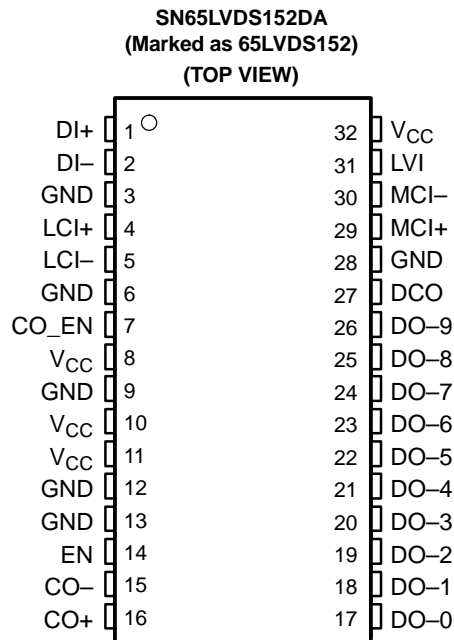 SN65LVDS152DA
(Marked as 65LVDS152)
(TOP VIEW)
DI+ 1 32 VCC
DI– 2 31 LVI
GND 3 30 MCI–
LCI+ 4 29 MCI+
LCI– 5 28 GND
GND 6 27 DCO
CO_EN 7 26 DO–9
VCC 8 25 DO–8
GND 9 24 DO–7
VCC 10 23 DO–6
VCC 11 22 DO–5
GND 12 21 DO–4
GND 13 20 DO–3
EN 14 19 DO–2
CO– 15 18 DO–1
CO+ 16 17 DO–0